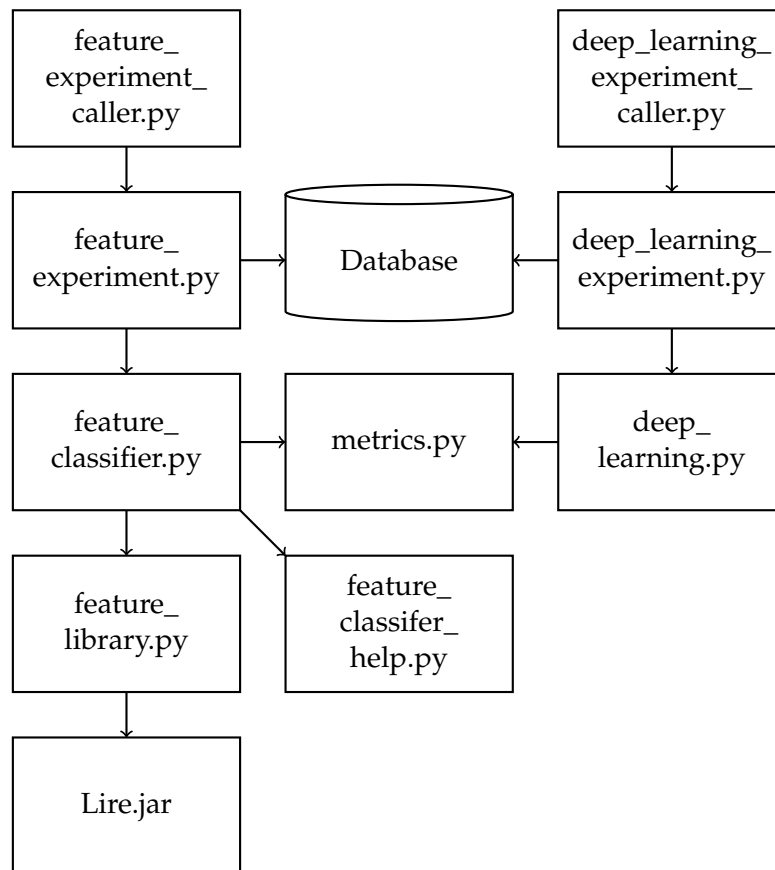 feature_
experiment_
caller.py
deep_learning_
experiment_
caller.py
feature_
experiment.py
Database
deep_learning_
experiment.py
feature_
classifier.py
metrics.py
deep_
learning.py
feature_
library.py
feature_
classifer_
help.py
Lire.jar